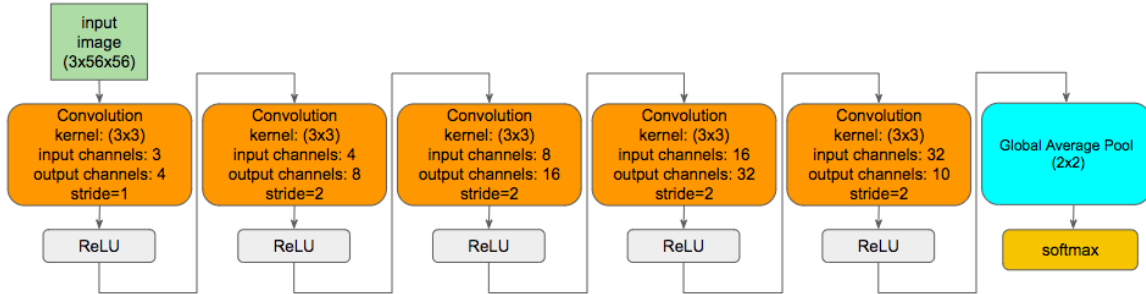 input
image
(3x56x56)
Convolution
kernel: (3x3)
input channels: 3
output channels: 4
stride=1
ReLU
Convolution
kernel: (3x3)
input channels: 4
output channels: 8
stride=2
ReLU
Convolution
kernel: (3x3)
input channels: 8
output channels: 16
stride=2
ReLU
Convolution
kernel: (3x3)
input channels: 16
output channels: 32
stride=2
ReLU
Convolution
kernel: (3x3)
input channels: 32
output channels: 10
stride=2
ReLU
Global Average Pool
(2x2)
softmax